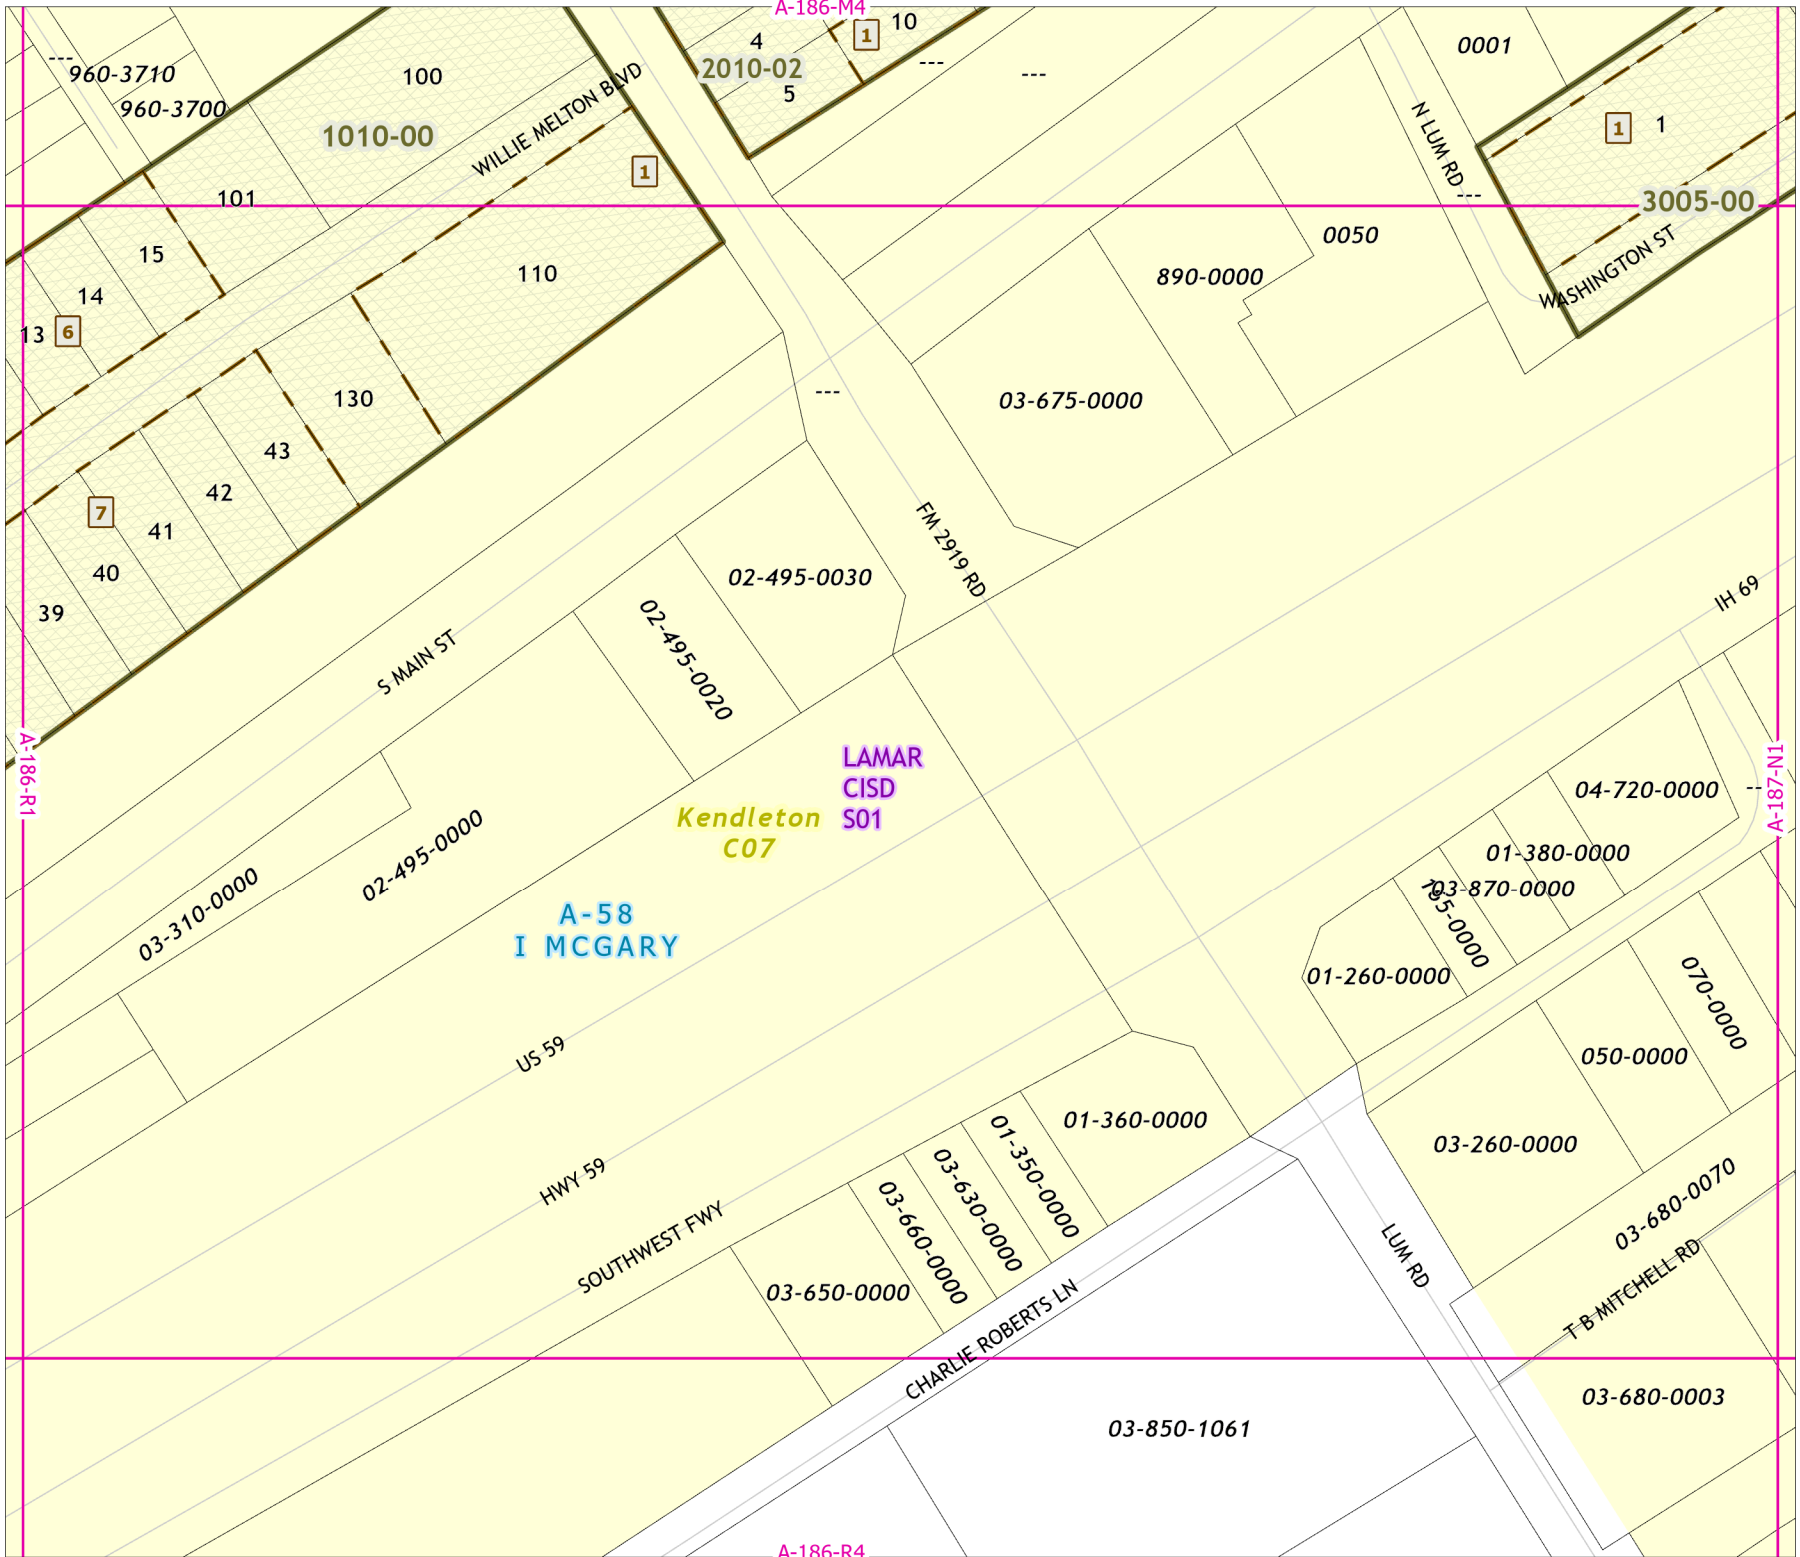 A-186-M4
10
1
4
0001
2010-02
---
---
---
960-3710
100
5
960-3700
1010-00
WILLIE MELTON BLVD
N LUM RD
1
1
1
---
3005-00
101
0050
WASHINGTON ST
15
110
890-0000
14
13
6
---
130
03-675-0000
43
42
7
41
FM 2919 RD
40
02-495-0030
39
02-495-0020
IH 69
S MAIN ST
A-186-R1
LAMAR
CISD
S01
Kendleton
C07
A-187-N1
04-720-0000
--
02-495-0000
01-380-0000
03-870-0000
03-310-0000
A-58
I MCGARY
01-260-0000
070-0000
US 59
050-0000
01-360-0000
03-260-0000
01-350-0000
HWY 59
03-630-0000
03-660-0000
03-680-0070
SOUTHWEST FWY
LUM RD
03-650-0000
T B MITCHELL RD
CHARLIE ROBERTS LN
03-680-0003
03-850-1061
A-186-R4